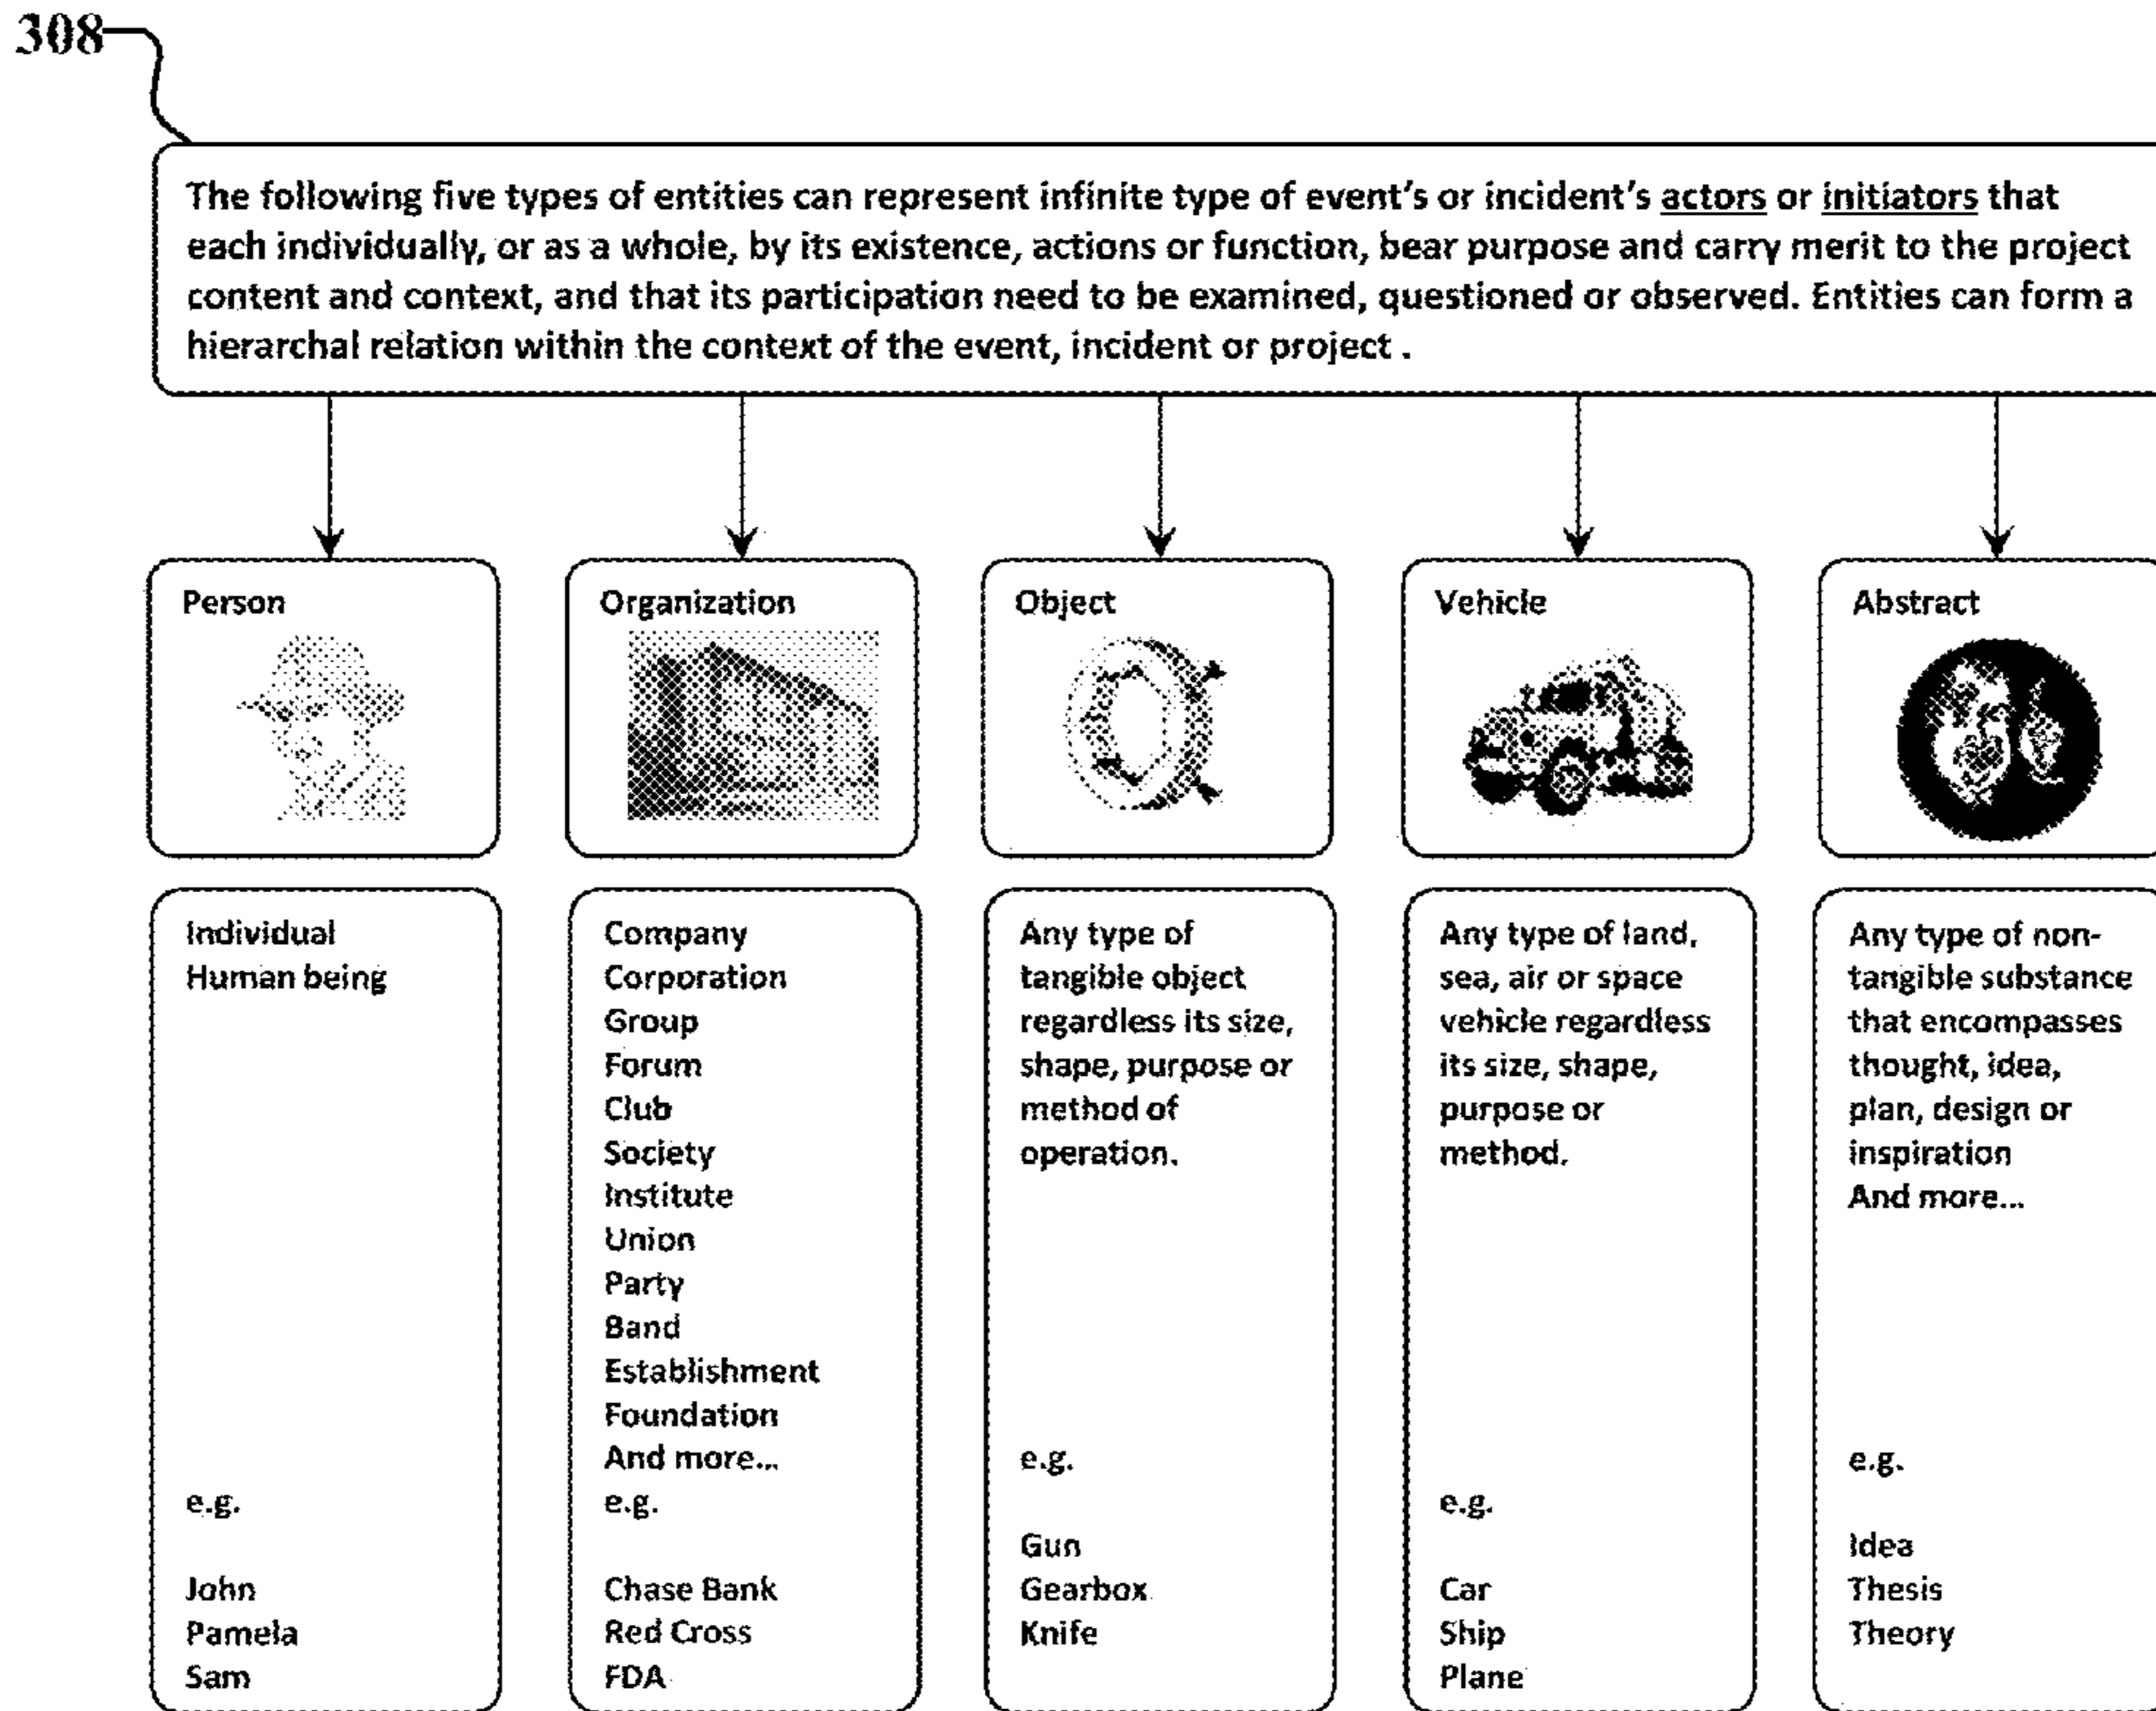 308
The following five types of entities can represent infinite type of event's or incident's actors or initiators that
each individually, or as a whole, by its existence, actions or function, bear purpose and carry merit to the project
content and context, and that its participation need to be examined, questioned or observed. Entities can form a
hierarchal relation within the context of the event, incident or project .
Person
Organization
Object
Vehicle
Abstract
Individual
Human being
e.g.
John
Pamela
Sam
Company
Corporation
Group
Forum
Club
Society
Institute
Union
Party
Band
Establishment
Foundation
And more...
e.g.
Chase Bank
Red Cross
FDA
Any type of
tangible object
regardless its size,
shape, purpose or
method of
operation.
e.g.
Gun
Gearbox
Knife
Any type of land,
sea, air or space
vehicle regardless
its size, shape,
purpose or
method.
e.g.
Car
Ship
Plane
Any type of non-
tangible substance
that encompasses
thought, idea,
plan, design or
inspiration
And more...
e.g.
Idea
Thesis
Theory